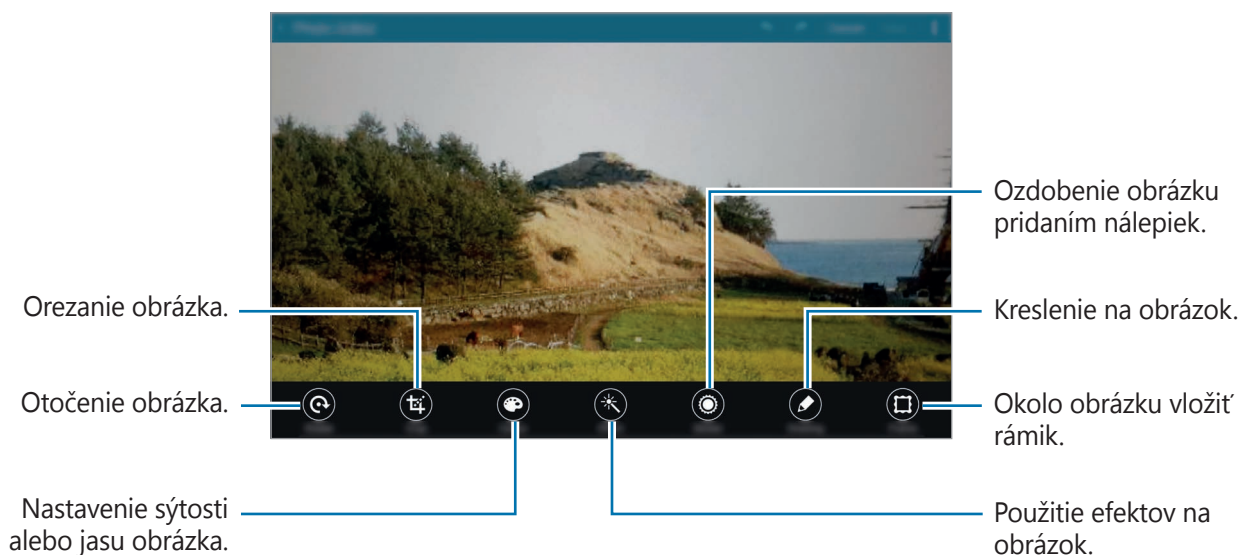 Ozdobenie obrázku
pridaním nálepiek.
Orezanie obrázka.
Kreslenie na obrázok.
Otočenie obrázka.
Okolo obrázku vložiť
rámik.
Nastavenie sýtosti
alebo jasu obrázka.
Použitie efektov na
obrázok.